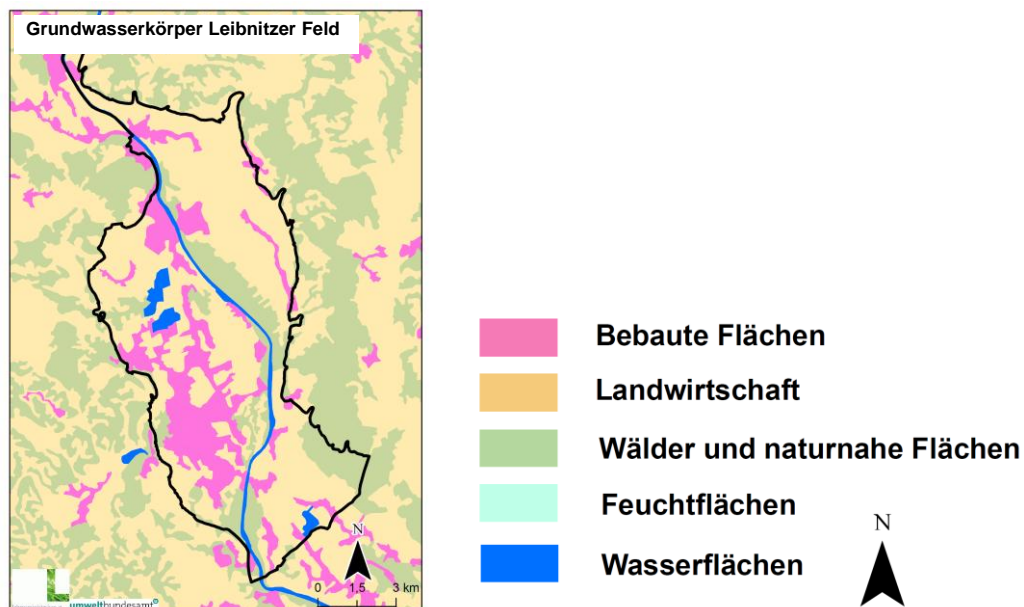 Grundwasserkörper Leibnitzer Feld
N
0 1,5 3 km
umweltbundesamt
Bebaute Flächen
Landwirtschaft
Wälder und naturnahe Flächen
Feuchtflächen
Wasserflächen
N